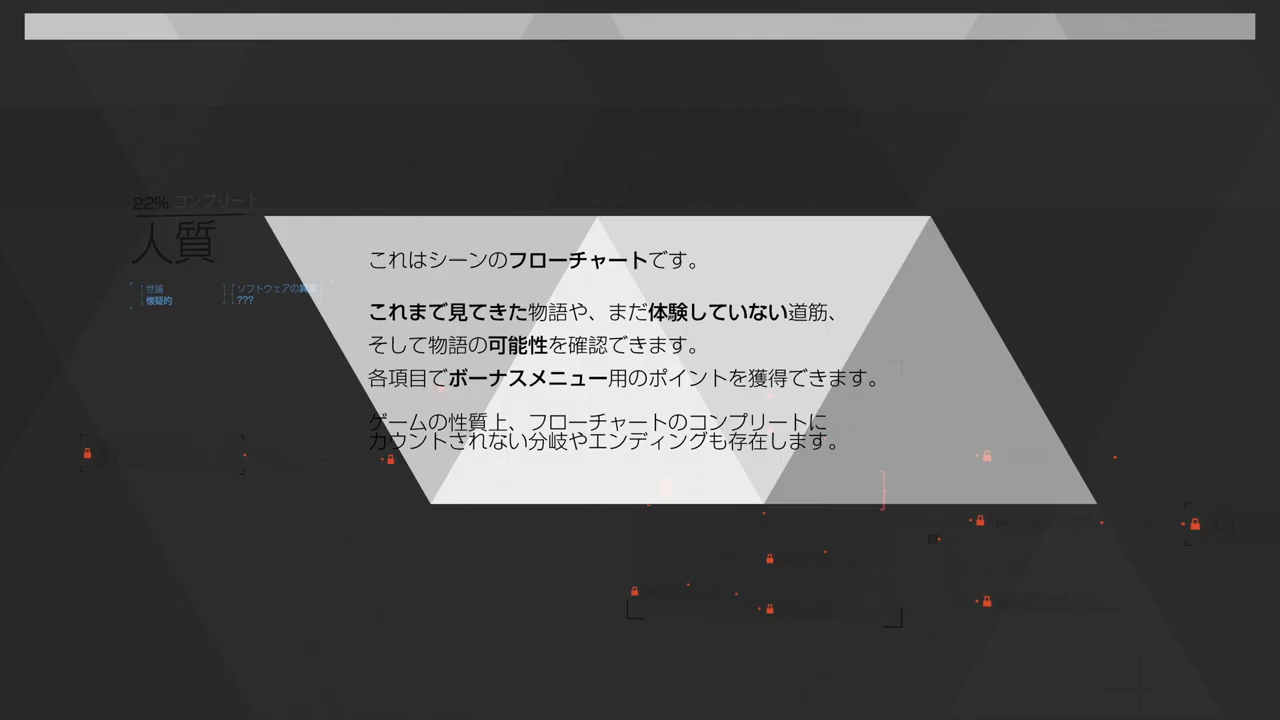 22% コンプリート
人質
世論
懐疑的
ソフトウェアの異常
???
これはシーンのフローチャートです。
これまで見てきた物語や、まだ体験していない道筋、
そして物語の可能性を確認できます。
各項目でボーナスメニュー用のポイントを獲得できます。
ゲームの性質上、フローチャートのコンプリートに
カウントされない分岐やエンディングも存在します。